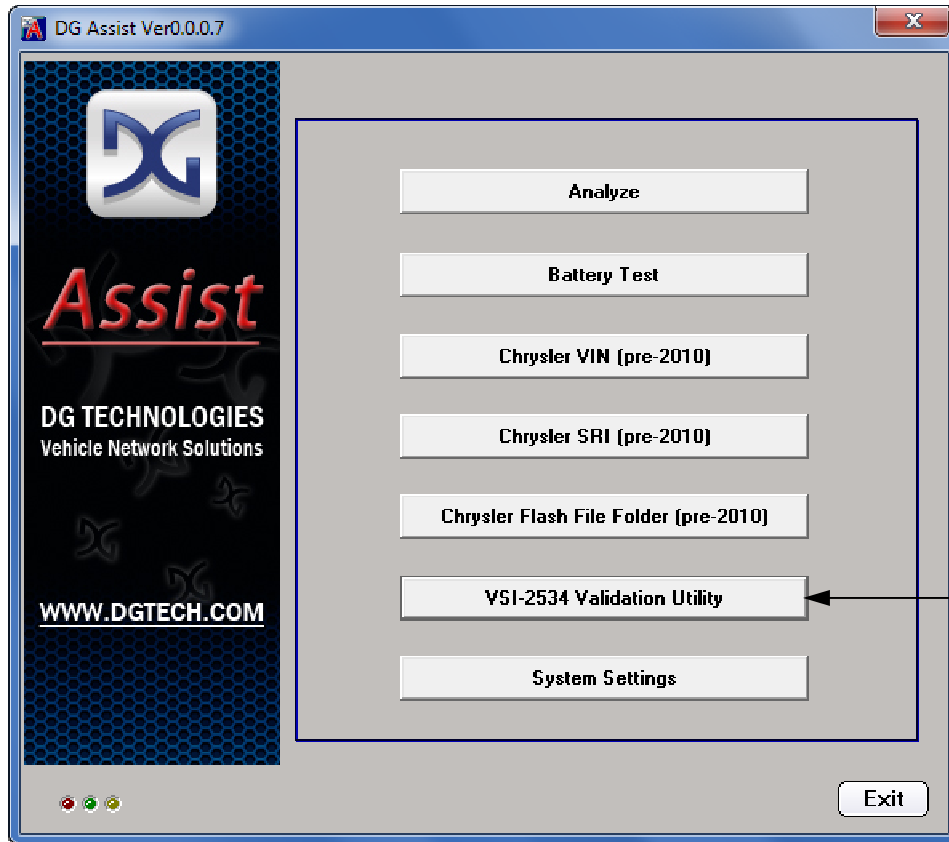 DG Assist Ver0.0.0.7
Assist
DG TECHNOLOGIES
Vehicle Network Solutions
WWW.DGTECH.COM
Analyze
Battery Test
Chrysler VIN (pre-2010)
Chrysler SRI (pre-2010)
Chrysler Flash File Folder (pre-2010)
VSI-2534 Validation Utility
System Settings
Exit